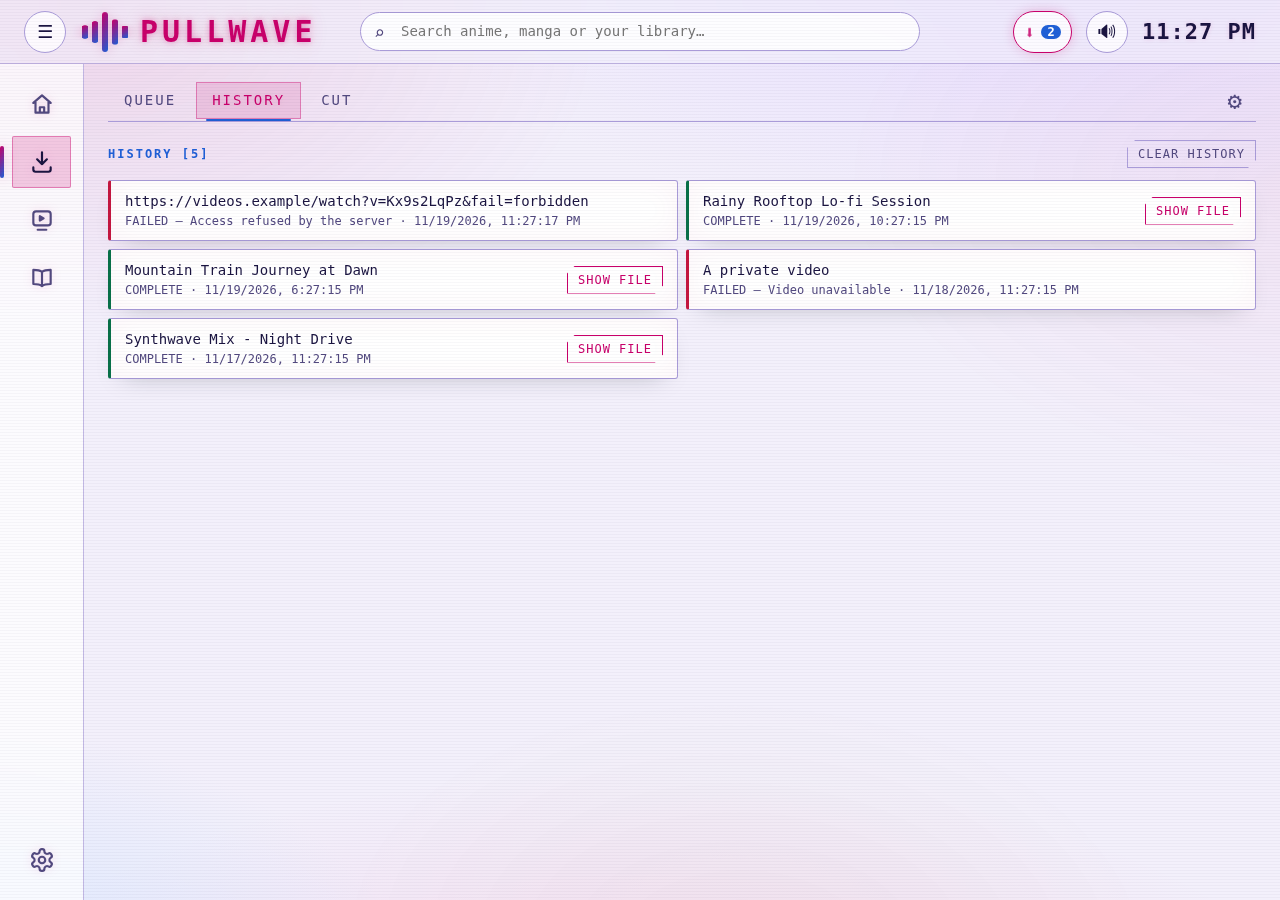 PULLWAVE
Search anime, manga or your library…
2
11:27 PM
QUEUE
HISTORY
CUT
HISTORY [5]
CLEAR HISTORY
https://videos.example/watch?v=Kx9s2LqPz&fail=forbidden
FAILED — Access refused by the server · 11/19/2026, 11:27:17 PM
Rainy Rooftop Lo-fi Session
COMPLETE · 11/19/2026, 10:27:15 PM
SHOW FILE
Mountain Train Journey at Dawn
COMPLETE · 11/19/2026, 6:27:15 PM
SHOW FILE
A private video
FAILED — Video unavailable · 11/18/2026, 11:27:15 PM
Synthwave Mix - Night Drive
COMPLETE · 11/17/2026, 11:27:15 PM
SHOW FILE